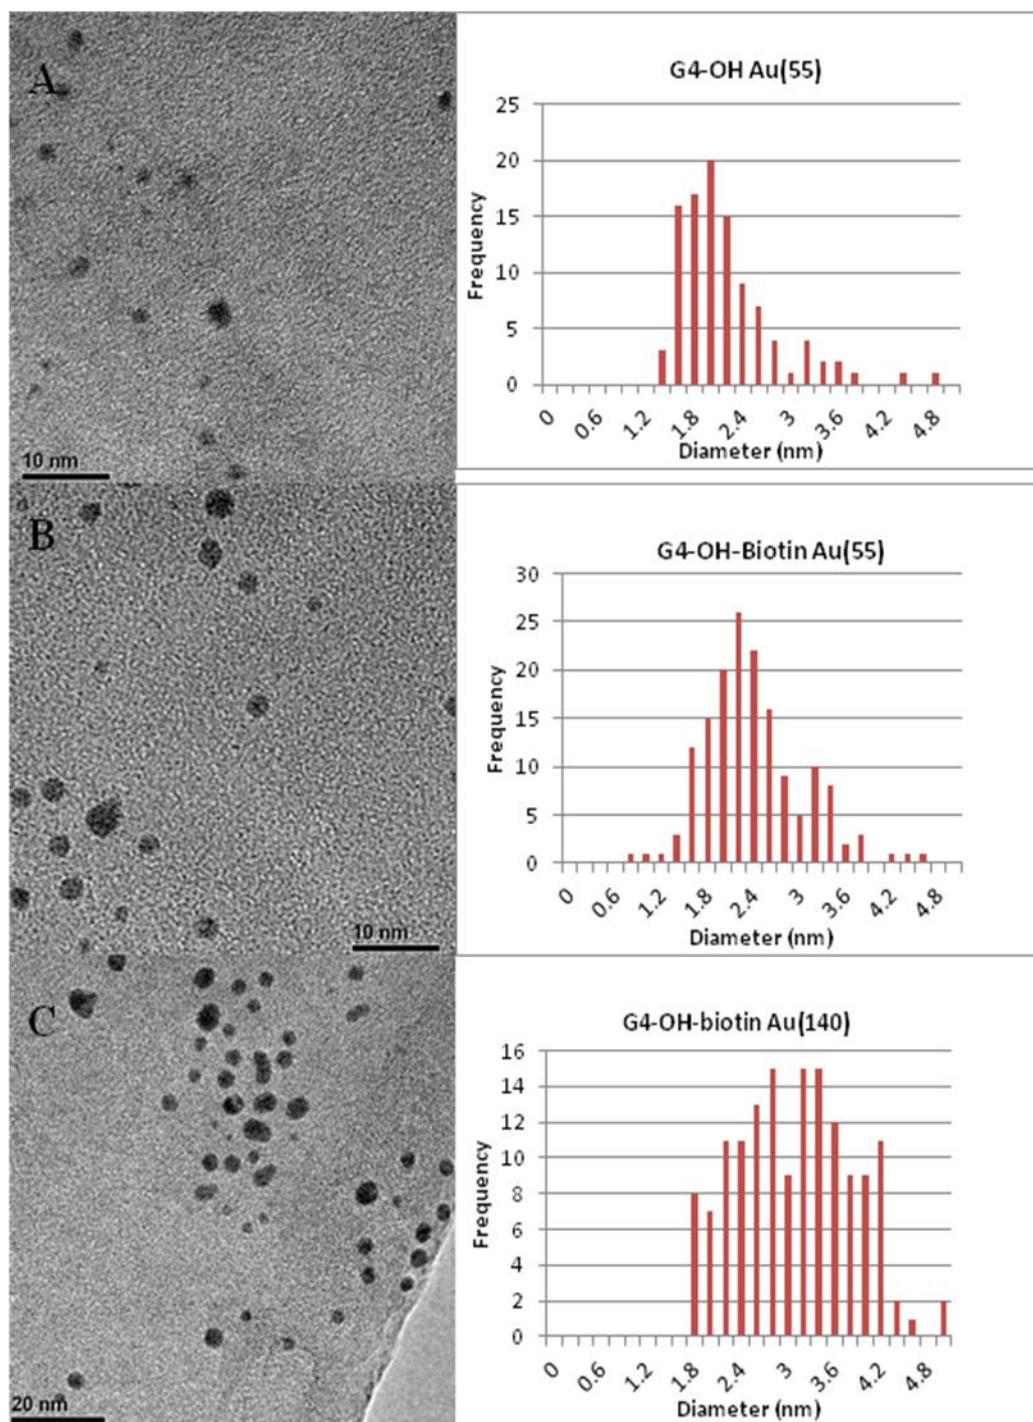 A
10 nm
G4-OH Au(55)
25
20
15
10
5
0
Frequency
0 0.6 1.2 1.8 2.4 3 3.6 4.2 4.8
Diameter (nm)
B
10 nm
G4-OH-Biotin Au(55)
30
25
20
15
10
5
0
Frequency
0 0.6 1.2 1.8 2.4 3 3.6 4.2 4.8
Diameter (nm)
C
20 nm
G4-OH-biotin Au(140)
16
14
12
10
8
6
4
2
0
Frequency
0 0.6 1.2 1.8 2.4 3 3.6 4.2 4.8
Diameter (nm)